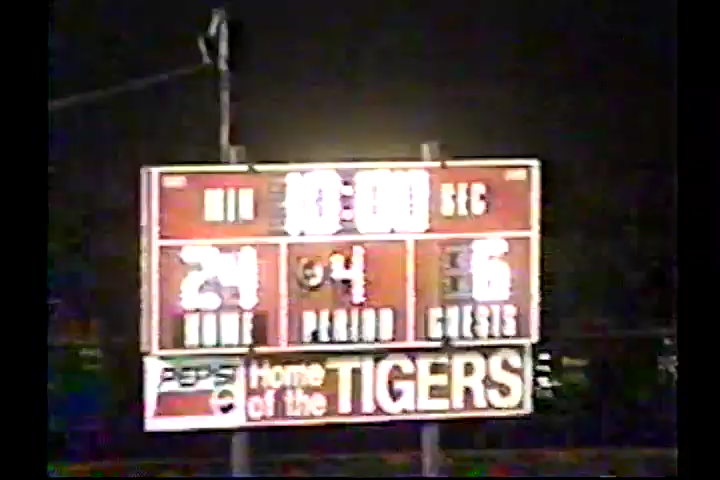 MIN 10:00 SEC
24 4 6
HOME PERIOD GUESTS
PEPSI Home
of the TIGERS